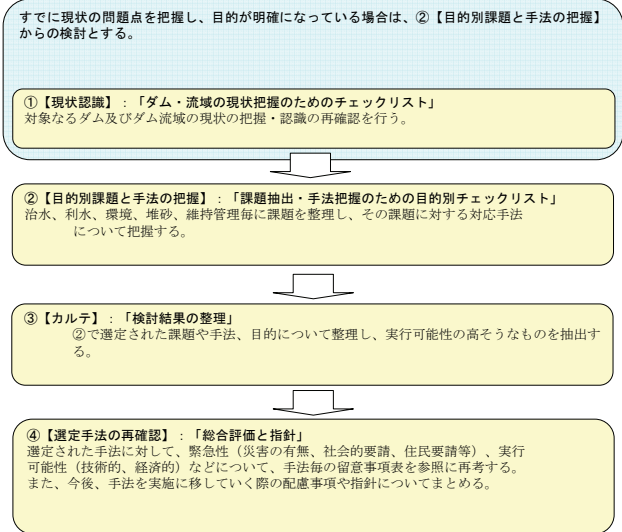 すでに現状の問題点を把握し、目的が明確になっている場合は、②【目的別課題と手法の把握】
からの検討とする。
①【現状認識】：「ダム・流域の現状把握のためのチェックリスト」
対象なるダム及びダム流域の現状の把握・認識の再確認を行う。
②【目的別課題と手法の把握】：「課題抽出・手法把握のための目的別チェックリスト」
治水、利水、環境、堆砂、維持管理毎に課題を整理し、その課題に対する対応手法
について把握する。
③【カルテ】：「検討結果の整理」
②で選定された課題や手法、目的について整理し、実行可能性の高そうなものを抽出す
る。
④【選定手法の再確認】：「総合評価と指針」
選定された手法に対して、緊急性（災害の有無、社会的要請、住民要請等）、実行
可能性（技術的、経済的）などについて、手法毎の留意事項表を参照に再考する。
また、今後、手法を実施に移していく際の配慮事項や指針についてまとめる。